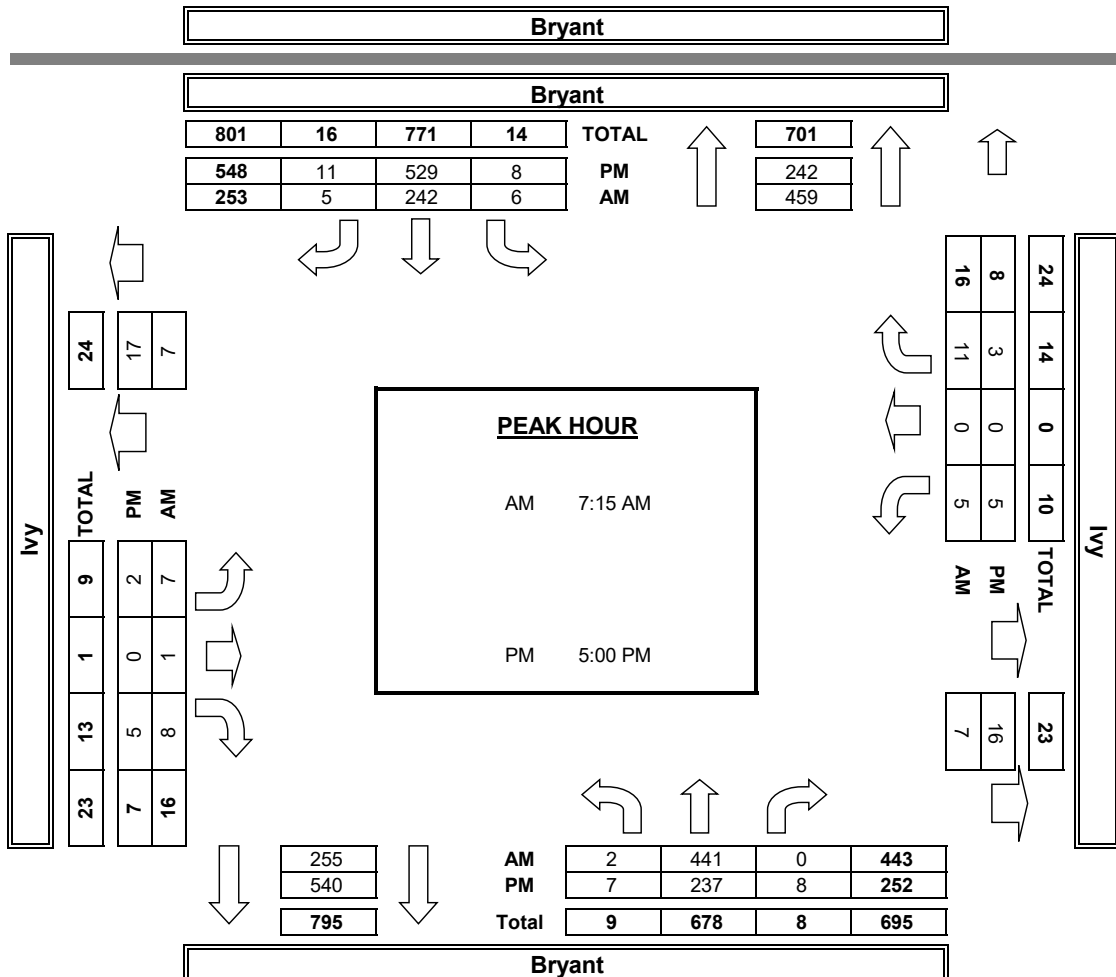 Bryant
Bryant
801 16 771 14 TOTAL 701
548 11 529 8 PM 242
253 5 242 6 AM 459
Ivy
24 17 7
TOTAL PM AM
9 2 7
1 0 1
13 5 8
23 7 16
PEAK HOUR
AM 7:15 AM
PM 5:00 PM
16 8 24
11 3 14
0 0 0
5 5 10
AM PM TOTAL
7 16 23
Ivy
255 AM 2 441 0 443
540 PM 7 237 8 252
795 Total 9 678 8 695
Bryant